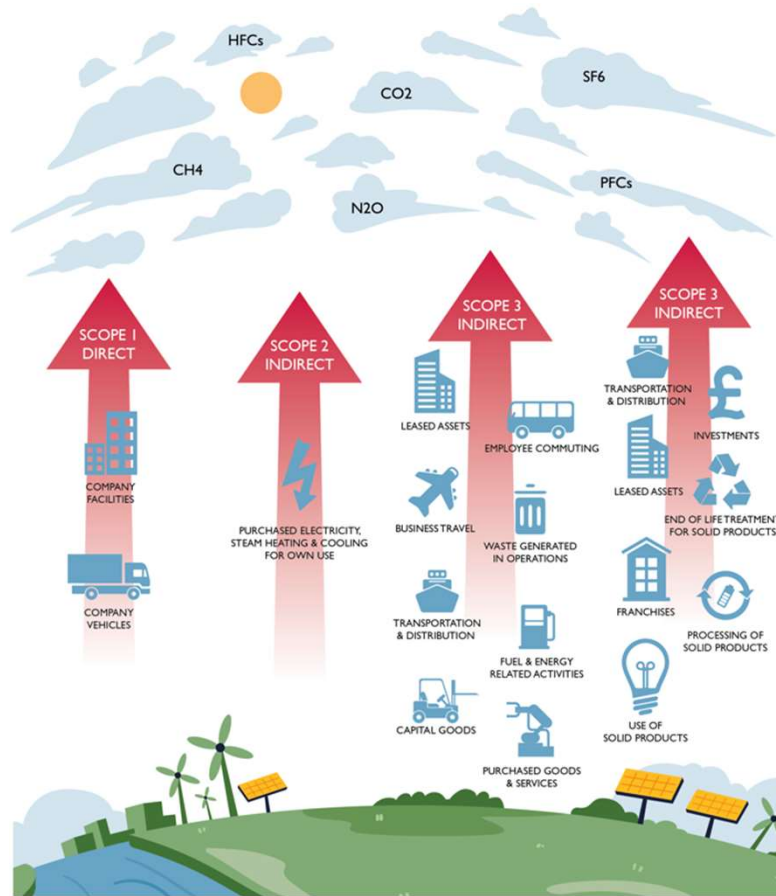 HFCs
SF6
CO2
CH4
PFCs
N2O
SCOPE 1
DIRECT
COMPANY
FACILITIES
COMPANY
VEHICLES
SCOPE 2
INDIRECT
PURCHASED ELECTRICITY,
STEAM HEATING & COOLING
FOR OWN USE
SCOPE 3
INDIRECT
LEASED ASSETS
EMPLOYEE COMMUTING
BUSINESS TRAVEL
WASTE GENERATED
IN OPERATIONS
TRANSPORTATION
& DISTRIBUTION
FUEL & ENERGY
RELATED ACTIVITIES
CAPITAL GOODS
PURCHASED GOODS
& SERVICES
SCOPE 3
INDIRECT
TRANSPORTATION
& DISTRIBUTION
£
INVESTMENTS
LEASED ASSETS
END OF LIFE TREATMENT
FOR SOLID PRODUCTS
FRANCHISES
PROCESSING OF
SOLID PRODUCTS
USE OF
SOLID PRODUCTS